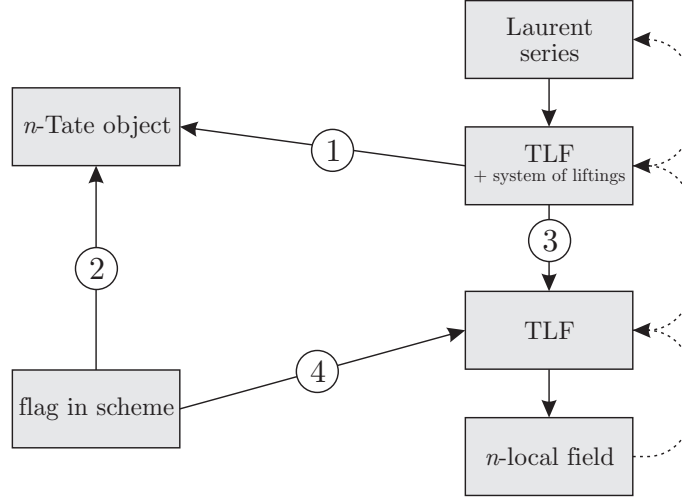 Laurent
series
n-Tate object
1
TLF
+ system of liftings
3
2
TLF
4
flag in scheme
n-local field